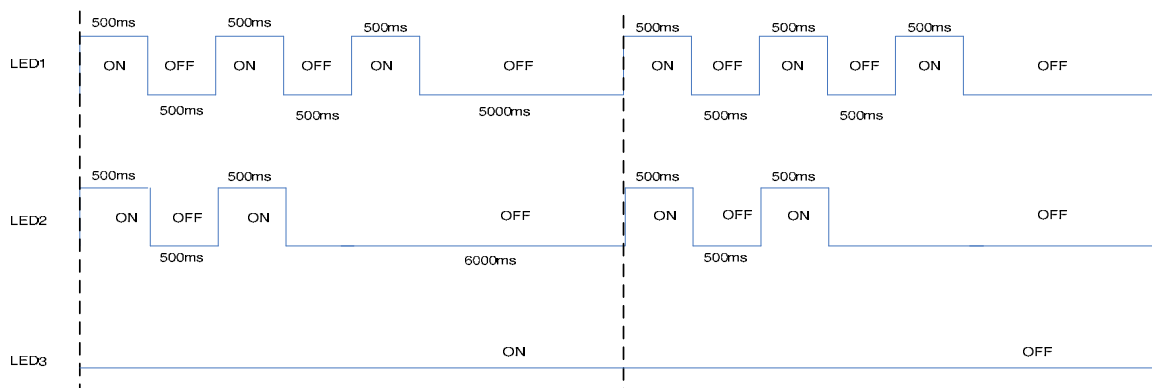 500ms 500ms 500ms 500ms 500ms 500ms
LED1 ON OFF ON OFF ON OFF ON OFF ON OFF ON OFF
500ms 500ms 5000ms 500ms 500ms
500ms 500ms 500ms 500ms
LED2 ON OFF ON OFF ON OFF ON OFF
500ms 6000ms 500ms
LED3 ON OFF